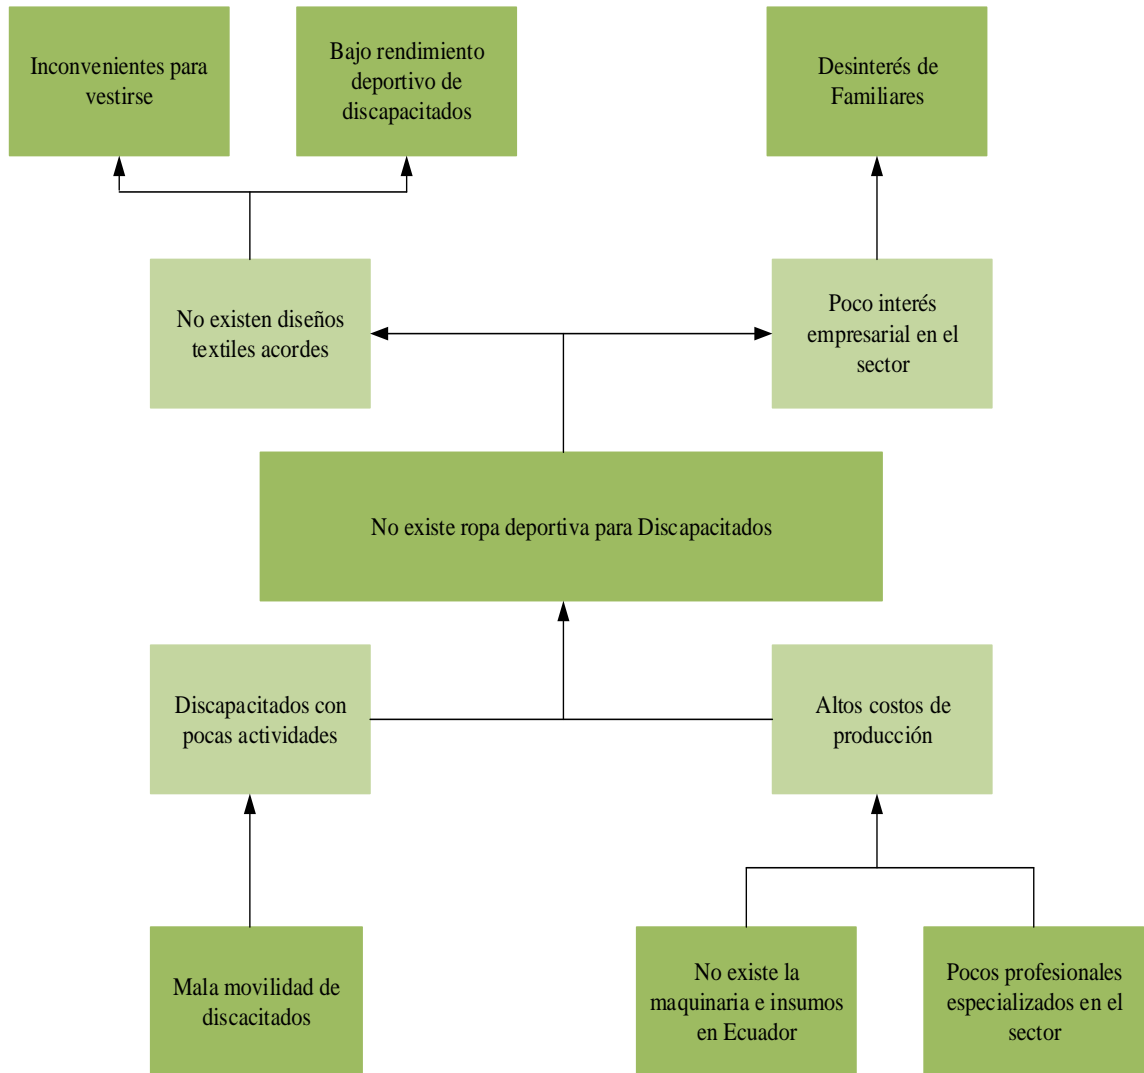 Inconvenientes para
vestirse
Bajo rendimiento
deportivo de
discapacitados
Desinterés de
Familiares
No existen diseños
textiles acordes
Poco interés
empresarial en el
sector
No existe ropa deportiva para Discapacitados
Discapacitados con
pocas actividades
Altos costos de
producción
Mala movilidad de
discacitados
No existe la
maquinaria e insumos
en Ecuador
Pocos profesionales
especializados en el
sector